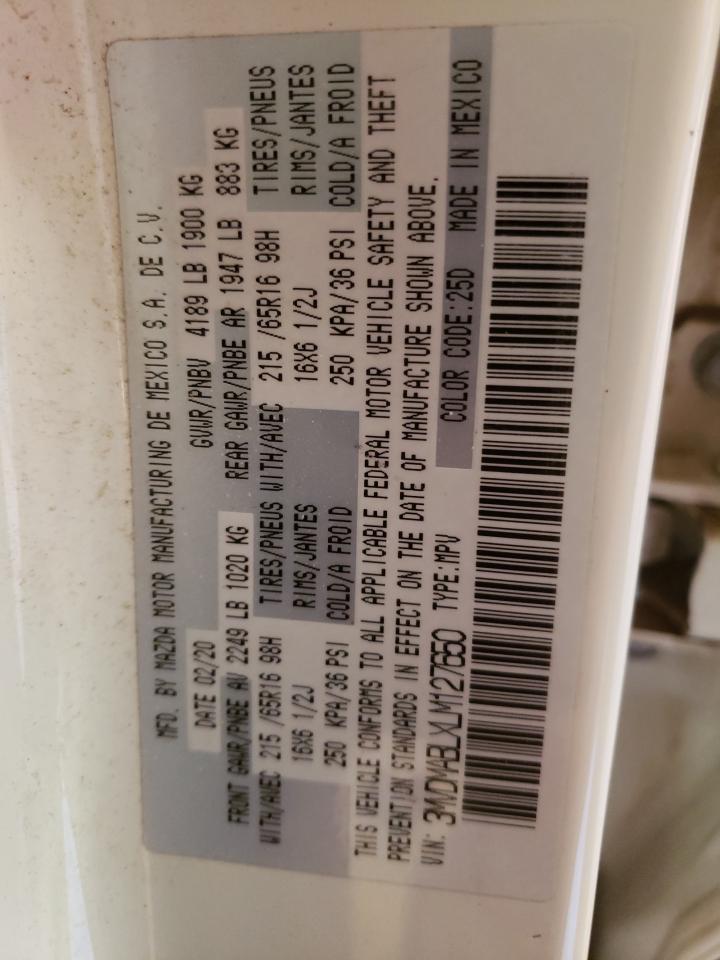 MFD. BY MAZDA MOTOR MANUFACTURING DE MEXICO S.A. DE C.V.
DATE 02/20 GVWR/PNBV 4189 LB 1900 KG
FRONT GAWR/PNBE AV 2249 LB 1020 KG REAR GAWR/PNBE AR 1947 LB 883 KG
WITH/AVEC 215 /65R16 98H TIRES/PNEUS WITH/AVEC 215 /65R16 98H TIRES/PNEUS
16X6 1/2J RIMS/JANTES 16X6 1/2J RIMS/JANTES
250 KPA/36 PSI COLD/A FROID 250 KPA/36 PSI COLD/A FROID
THIS VEHICLE CONFORMS TO ALL APPLICABLE FEDERAL MOTOR VEHICLE SAFETY AND THEFT
PREVENTION STANDARDS IN EFFECT ON THE DATE OF MANUFACTURE SHOWN ABOVE.
VIN: 3MVDMABLXLM127650 TYPE:MPV COLOR CODE:25D MADE IN MEXICO